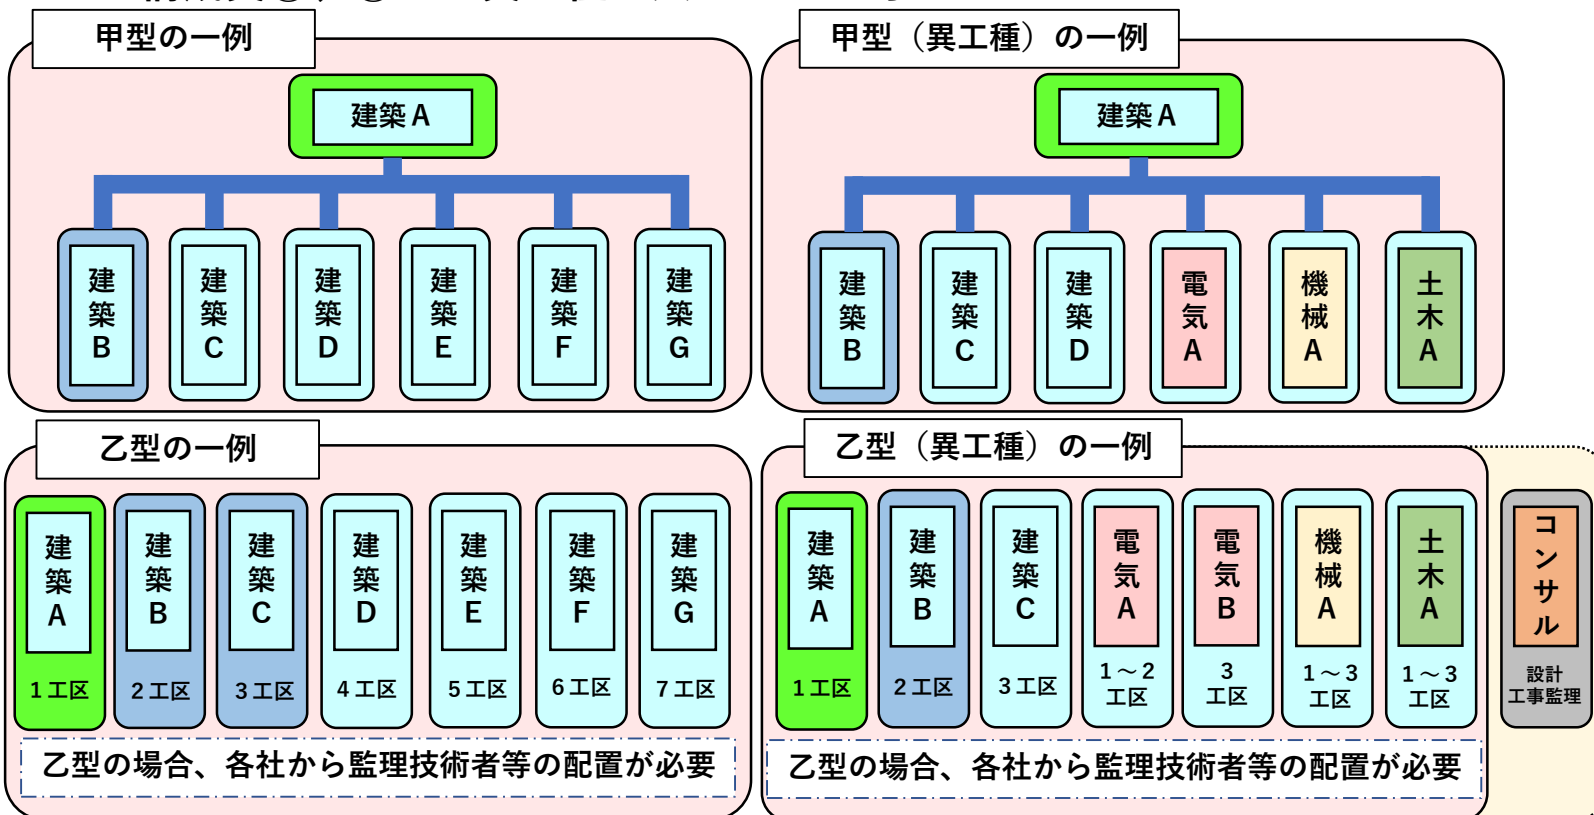 甲型の一例
建築A
建築B
建築C
建築D
建築E
建築F
建築G
甲型（異工種）の一例
建築A
建築B
建築C
建築D
電気A
機械A
土木A
乙型の一例
建築A
1工区
建築B
2工区
建築C
3工区
建築D
4工区
建築E
5工区
建築F
6工区
建築G
7工区
乙型の場合、各社から監理技術者等の配置が必要
乙型（異工種）の一例
建築A
1工区
建築B
2工区
建築C
3工区
電気A
1～2
工区
電気B
3
工区
機械A
1～3
工区
土木A
1～3
工区
コンサル
設計
工事監理
乙型の場合、各社から監理技術者等の配置が必要